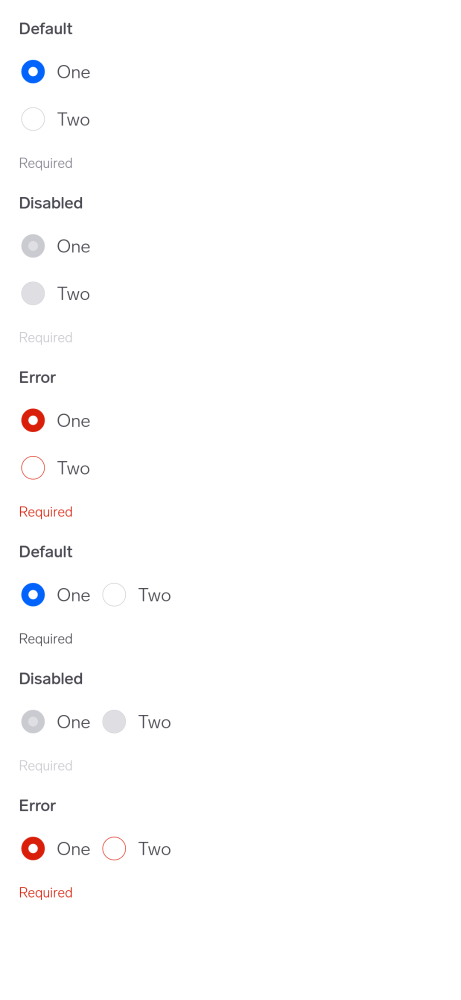 Default
One
Two
Required
Disabled
One
Two
Required
Error
One
Two
Required
Default
One Two
Required
Disabled
One Two
Required
Error
One Two
Required